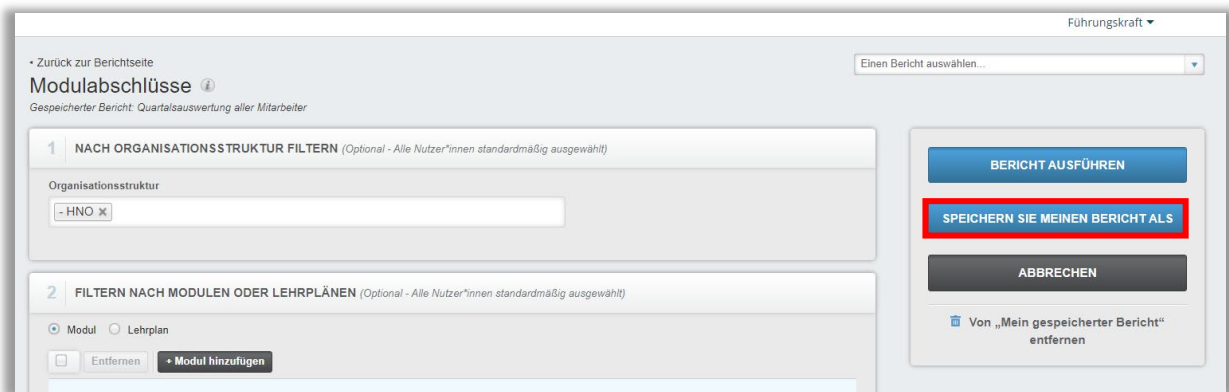 Führungskraft
• Zurück zur Berichtseite
Einen Bericht auswählen...
Modulabschlüsse
Gespeicherter Bericht: Quartalsauswertung aller Mitarbeiter
1 NACH ORGANISATIONSSTRUKTUR FILTERN (Optional - Alle Nutzer*innen standardmäßig ausgewählt)
Organisationsstruktur
- HNO
BERICHT AUSFÜHREN
SPEICHERN SIE MEINEN BERICHT ALS
ABBRECHEN
Von „Mein gespeicherter Bericht“
entfernen
2 FILTERN NACH MODULEN ODER LEHRPLÄNEN (Optional - Alle Nutzer*innen standardmäßig ausgewählt)
Modul Lehrplan
Entfernen + Modul hinzufügen